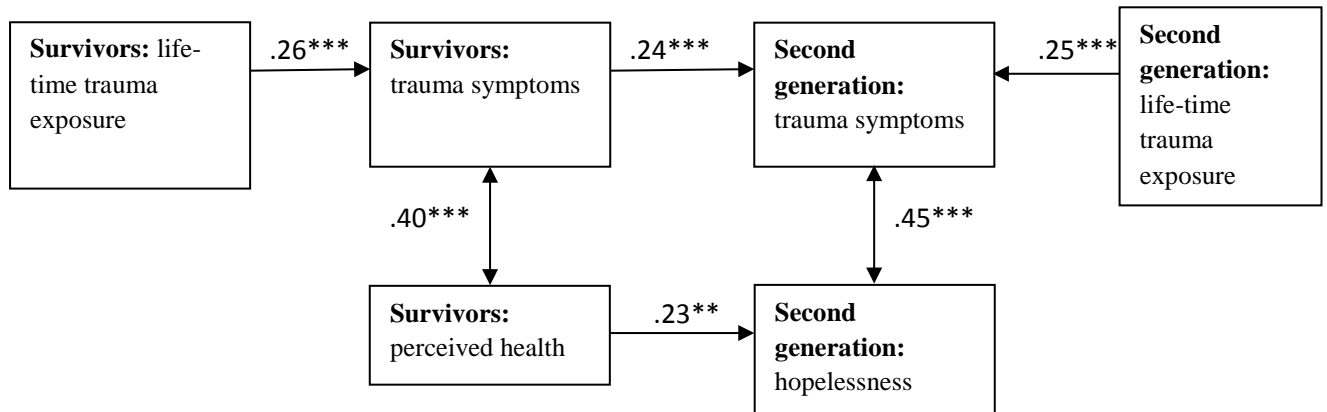 Survivors: life-
time trauma
exposure
.26***
Survivors:
trauma symptoms
.24***
Second
generation:
trauma symptoms
.25***
Second
generation:
life-time
trauma
exposure
.40***
.45***
Survivors:
perceived health
.23**
Second
generation:
hopelessness